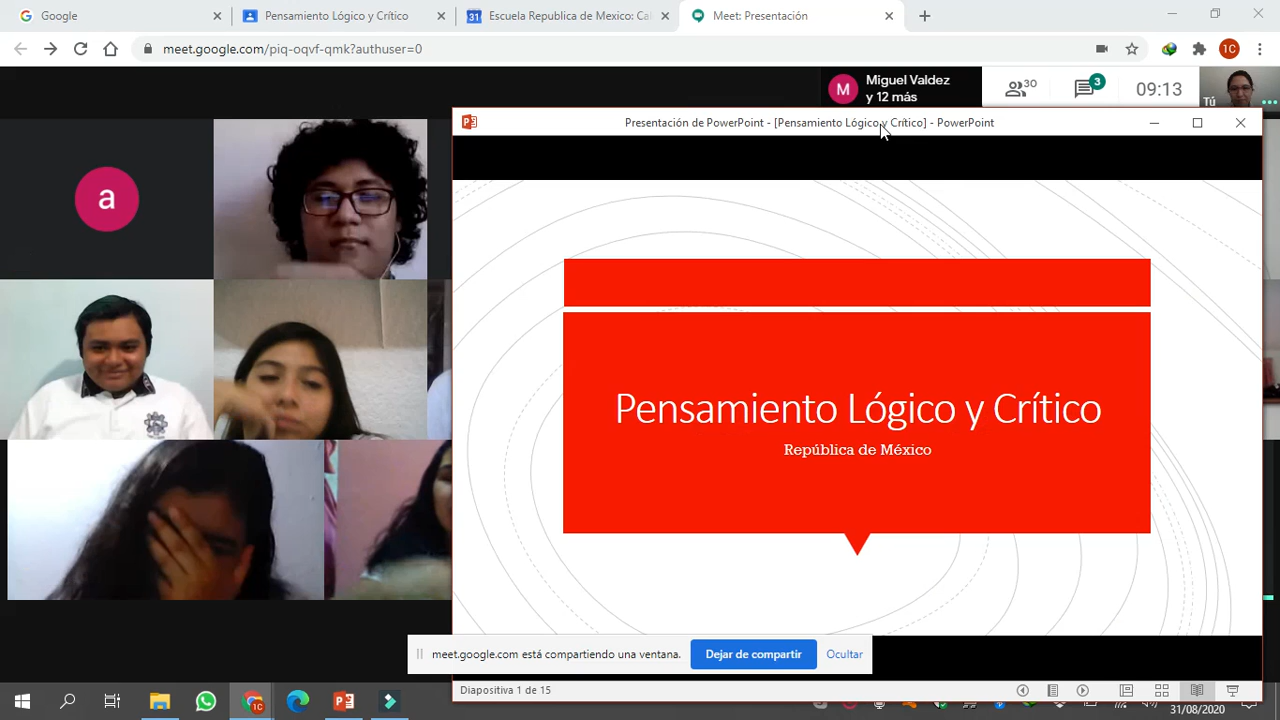 Google
Pensamiento Lógico y Crítico
Escuela Republica de Mexico: Cal
Meet: Presentación
meet.google.com/piq-oqvf-qmk?authuser=0
1C
M
Miguel Valdez
y 12 más
30
3
09:13
Tú
a
Presentación de PowerPoint - [Pensamiento Lógico y Crítico] - PowerPoint
Pensamiento Lógico y Crítico
República de México
meet.google.com está compartiendo una ventana.
Dejar de compartir
Ocultar
Diapositiva 1 de 15
31/08/2020